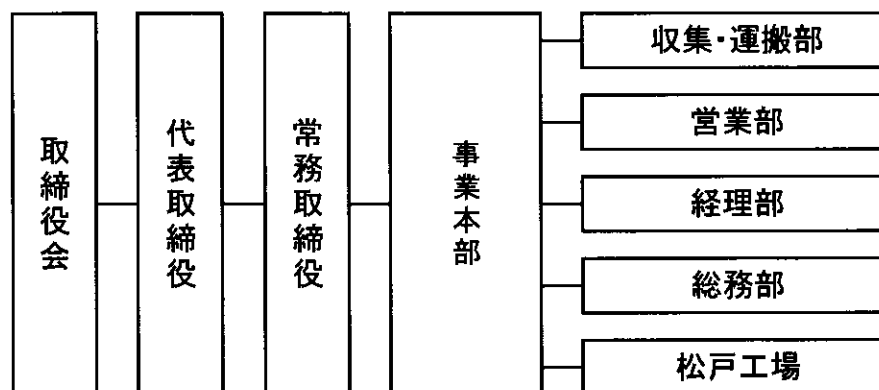 取締役会
代表取締役
常務取締役
事業本部
収集・運搬部
営業部
経理部
総務部
松戸工場